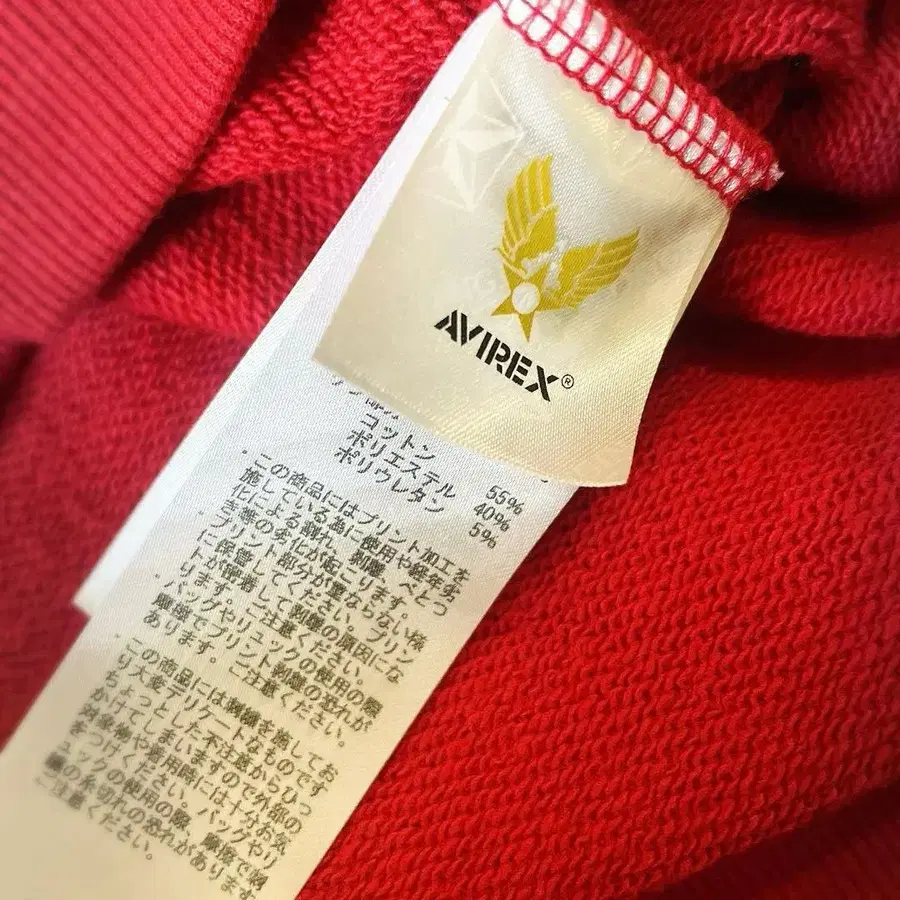 AVIREX®
コットン 55%
ポリエステル 40%
ポリウレタン 5%
・この商品にはプリント加工を
施している為に使用や経年変
化による割れ、剥離、べとつ
き等の劣化が起こります。
プリント部分が重ならない様
に保管してください。プリン
トが密着して剥離の原因にな
ります。ご注意ください。
・バッグやリュックの使用の際
摩擦でプリント剥離の恐れが
あります。ご注意ください。
・この商品には刺繍を施してお
り大変デリケートなものです
ちょっとした不注意からひっ
かけてしまいますので外部の
対象物や着用時には十分お気
をつけください。バッグやリ
ュックの使用の際、摩擦で刺
繍の糸切れの恐れがあります
ご注意ください。